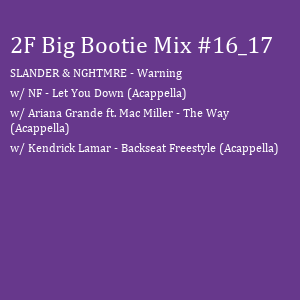 2F Big Bootie Mix #16_17
SLANDER & NGHTMRE - Warning
w/ NF - Let You Down (Acappella)
w/ Ariana Grande ft. Mac Miller - The Way
(Acappella)
w/ Kendrick Lamar - Backseat Freestyle (Acappella)